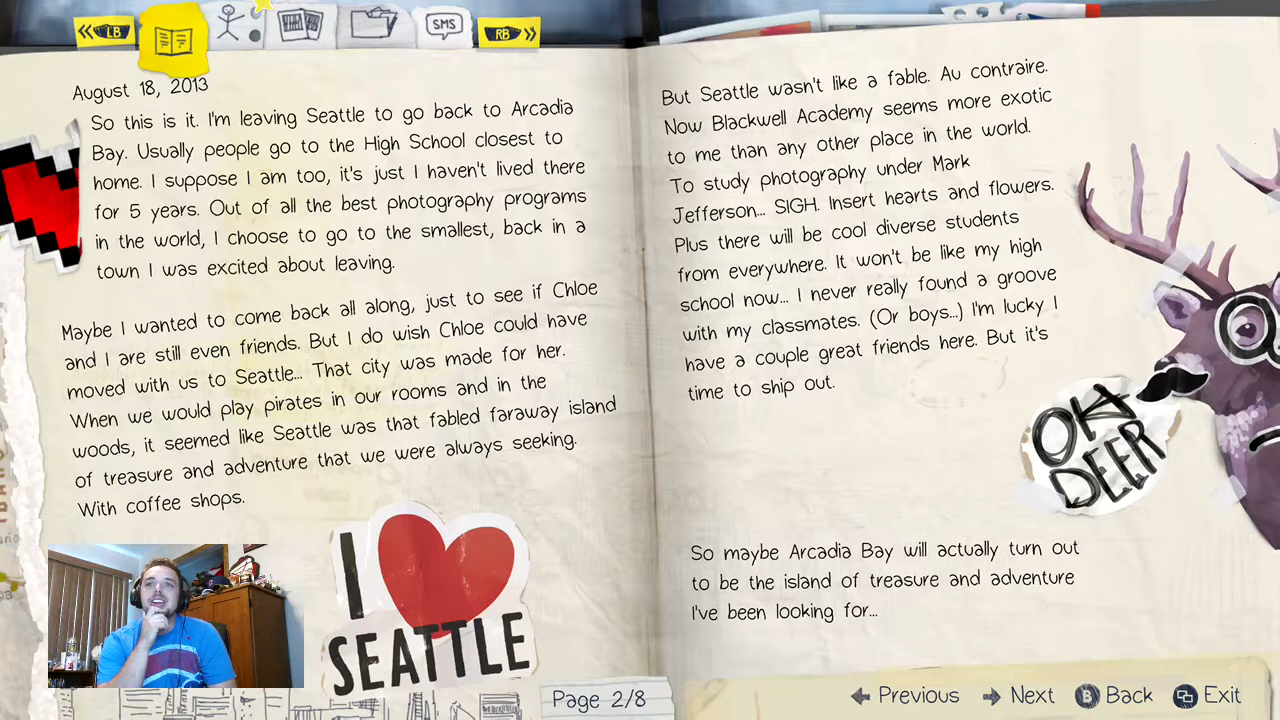 LB
SMS
RB
August 18, 2013
So this is it. I'm leaving Seattle to go back to Arcadia
Bay. Usually people go to the High School closest to
home. I suppose I am too, it's just I haven't lived there
for 5 years. Out of all the best photography programs
in the world, I choose to go to the smallest, back in a
town I was excited about leaving.
Maybe I wanted to come back all along, just to see if Chloe
and I are still even friends. But I do wish Chloe could have
moved with us to Seattle... That city was made for her.
When we would play pirates in our rooms and in the
woods, it seemed like Seattle was that fabled faraway island
of treasure and adventure that we were always seeking.
With coffee shops.
I
SEATTLE
But Seattle wasn't like a fable. Au contraire.
Now Blackwell Academy seems more exotic
to me than any other place in the world.
To study photography under Mark
Jefferson... SIGH. Insert hearts and flowers.
Plus there will be cool diverse students
from everywhere. It won't be like my high
school now... I never really found a groove
with my classmates. (Or boys...) I'm lucky I
have a couple great friends here. But it's
time to ship out.
OH
DEER
So maybe Arcadia Bay will actually turn out
to be the island of treasure and adventure
I've been looking for...
Page 2/8
Previous
Next
B Back
Exit